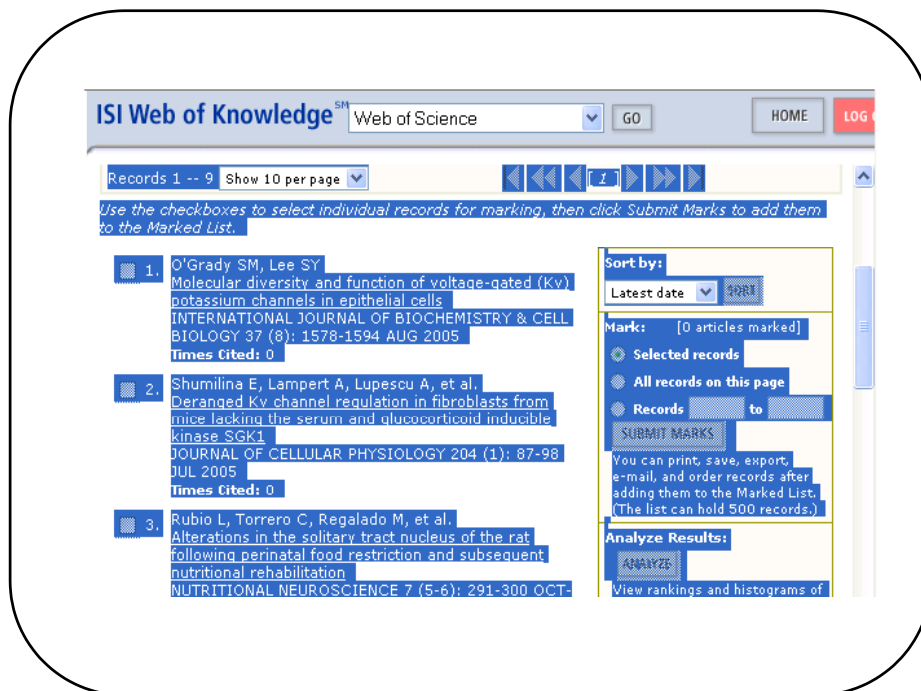 ISI Web of Knowledge SM Web of Science GO HOME LOG
Records 1 -- 9 Show 10 per page [ 1 ]
Use the checkboxes to select individual records for marking, then click Submit Marks to add them
to the Marked List.
1. O'Grady SM, Lee SY
Molecular diversity and function of voltage-gated (Kv)
potassium channels in epithelial cells
INTERNATIONAL JOURNAL OF BIOCHEMISTRY & CELL
BIOLOGY 37 (8): 1578-1594 AUG 2005
Times Cited: 0
2. Shumilina E, Lampert A, Lupescu A, et al.
Deranged Kv channel regulation in fibroblasts from
mice lacking the serum and glucocorticoid inducible
kinase SGK1
JOURNAL OF CELLULAR PHYSIOLOGY 204 (1): 87-98
JUL 2005
Times Cited: 0
3. Rubio L, Torrero C, Regalado M, et al.
Alterations in the solitary tract nucleus of the rat
following perinatal food restriction and subsequent
nutritional rehabilitation
NUTRITIONAL NEUROSCIENCE 7 (5-6): 291-300 OCT-
Sort by:
Latest date SORT
Mark: [0 articles marked]
Selected records
All records on this page
Records to
SUBMIT MARKS
You can print, save, export,
e-mail, and order records after
adding them to the Marked List.
(The list can hold 500 records.)
Analyze Results:
ANALYZE
View rankings and histograms of